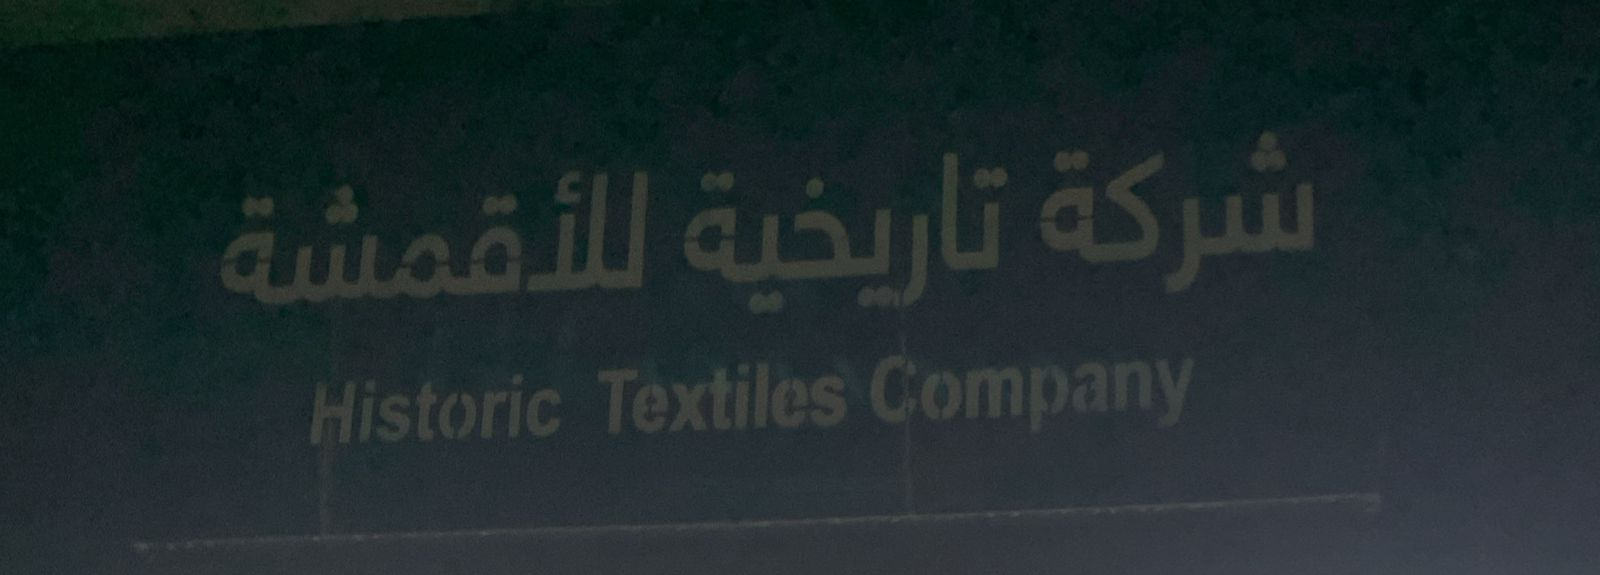 شركة تاريخية للأقمشة
Historic Textiles Company